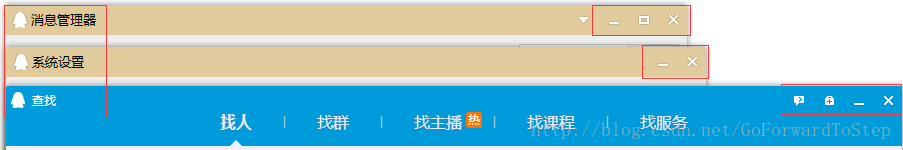 消息管理器
系统设置
查找
找人 | 找群 | 找主播 热 | 找课程 | 找服务
http://blog.csdn.net/GoForwardToStep